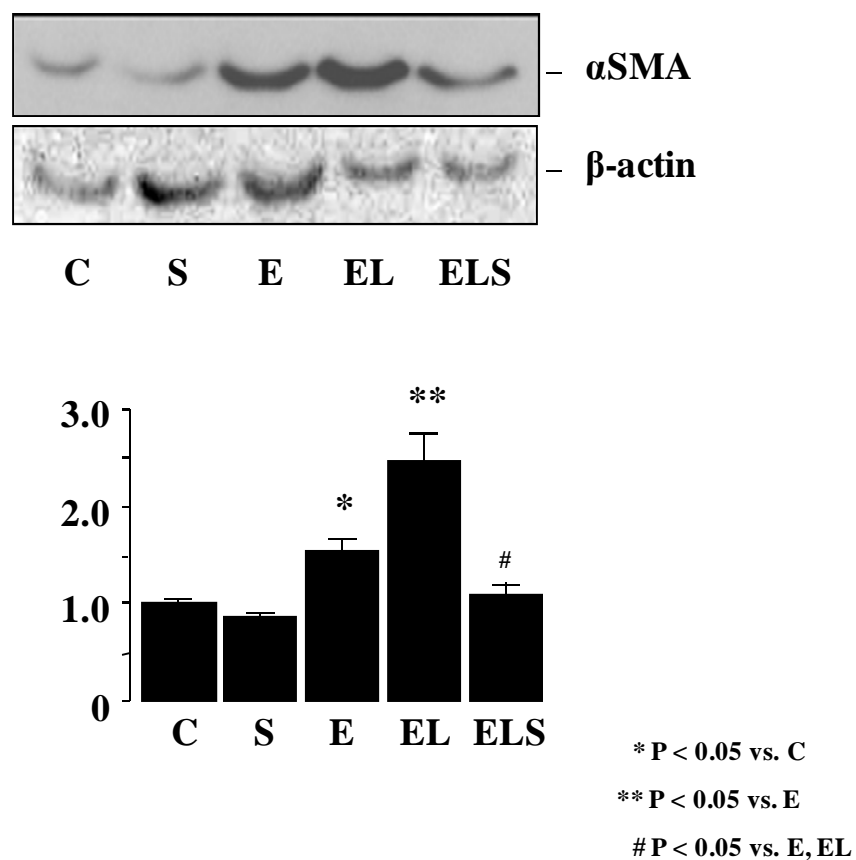 αSMA
β-actin
C S E EL ELS
**
3.0
*
2.0
#
1.0
0
C S E EL ELS
* P < 0.05 vs. C
** P < 0.05 vs. E
# P < 0.05 vs. E, EL